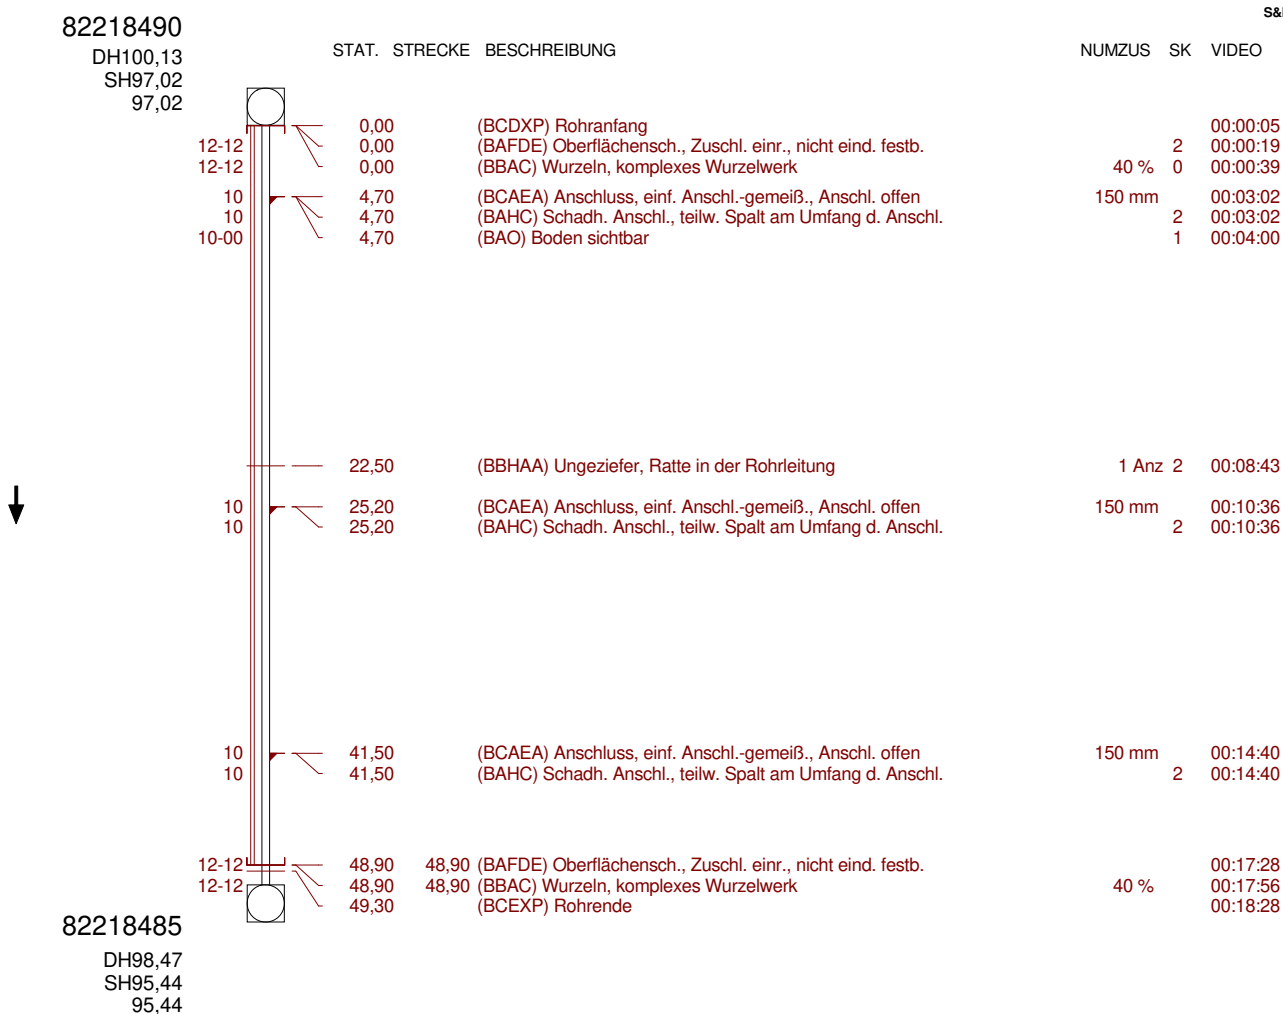 S&
82218490
DH100,13
SH97,02
97,02
STAT. STRECKE BESCHREIBUNG NUMZUS SK VIDEO
0,00 (BCDXP) Rohranfang 00:00:05
12-12 0,00 (BAFDE) Oberflächensch., Zuschl. einr., nicht eind. festb. 2 00:00:19
12-12 0,00 (BBAC) Wurzeln, komplexes Wurzelwerk 40 % 0 00:00:39
10 4,70 (BCAEA) Anschluss, einf. Anschl.-gemeiß., Anschl. offen 150 mm 00:03:02
10 4,70 (BAHC) Schadh. Anschl., teilw. Spalt am Umfang d. Anschl. 2 00:03:02
10-00 4,70 (BAO) Boden sichtbar 1 00:04:00
22,50 (BBHAA) Ungeziefer, Ratte in der Rohrleitung 1 Anz 2 00:08:43
10 25,20 (BCAEA) Anschluss, einf. Anschl.-gemeiß., Anschl. offen 150 mm 00:10:36
10 25,20 (BAHC) Schadh. Anschl., teilw. Spalt am Umfang d. Anschl. 2 00:10:36
10 41,50 (BCAEA) Anschluss, einf. Anschl.-gemeiß., Anschl. offen 150 mm 00:14:40
10 41,50 (BAHC) Schadh. Anschl., teilw. Spalt am Umfang d. Anschl. 2 00:14:40
12-12 48,90 48,90 (BAFDE) Oberflächensch., Zuschl. einr., nicht eind. festb. 00:17:28
12-12 48,90 48,90 (BBAC) Wurzeln, komplexes Wurzelwerk 40 % 00:17:56
49,30 (BCEXP) Rohrende 00:18:28
82218485
DH98,47
SH95,44
95,44